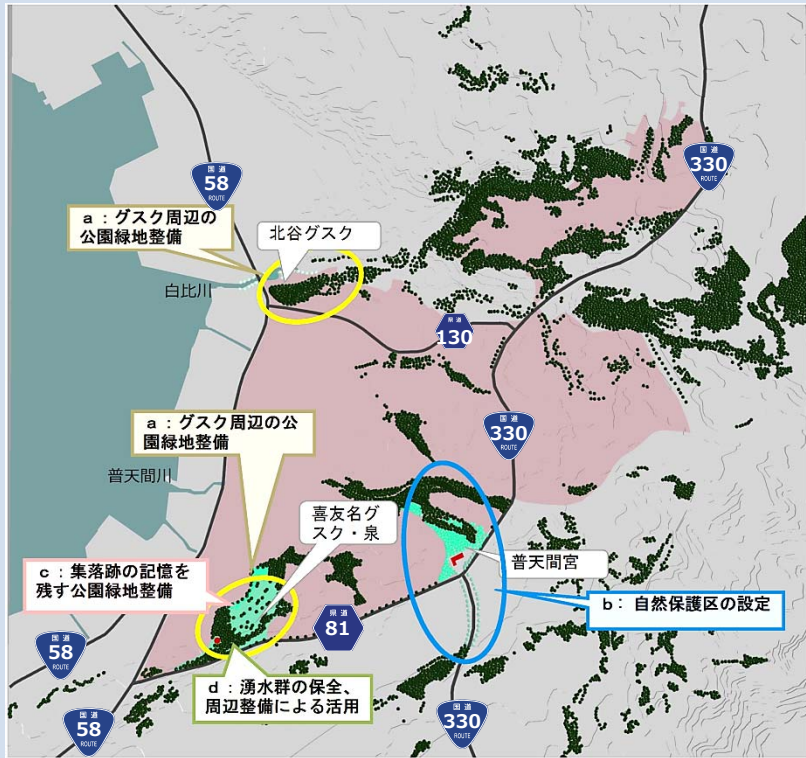 国道
330
ROUTE
国道
58
ROUTE
a：グスク周辺の
公園緑地整備
北谷グスク
白比川
県道
130
a：グスク周辺の公
園緑地整備
国道
330
ROUTE
普天間川
喜友名グ
スク・泉
普天間宮
c：集落跡の記憶を
残す公園緑地整備
b：自然保護区の設定
県道
81
国道
58
ROUTE
d：湧水群の保全、
周辺整備による活用
国道
58
ROUTE
国道
330
ROUTE